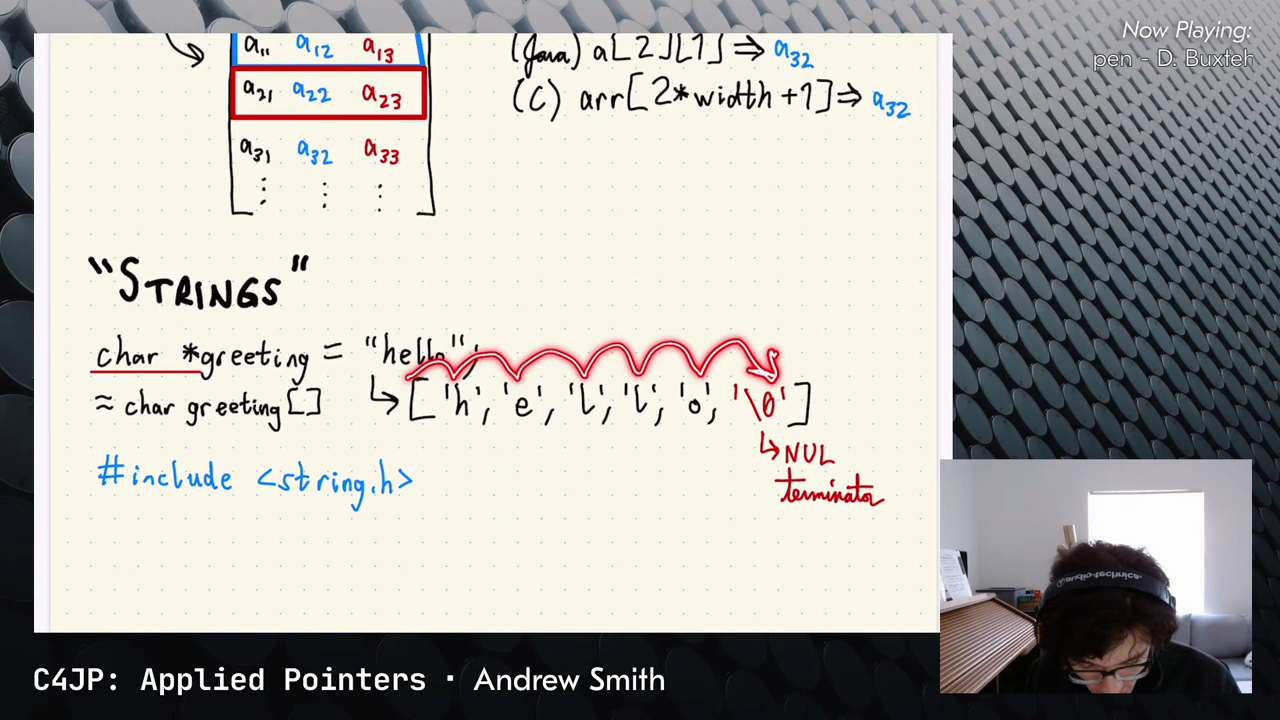 Now Playing:
pen - D. Buxteh
a11 a12 a13
a21 a22 a23
a31 a32 a33
⋮ ⋮ ⋮
(Java) a[2][1] ⇒ a32
(C) arr[2*width+1] ⇒ a32
"STRINGS"
char *greeting = "hello";
≈ char greeting[] ↳ ['h', 'e', 'l', 'l', 'o', '\0']
↳ NUL
terminator
#include <string.h>
audio-technica
C4JP: Applied Pointers · Andrew Smith